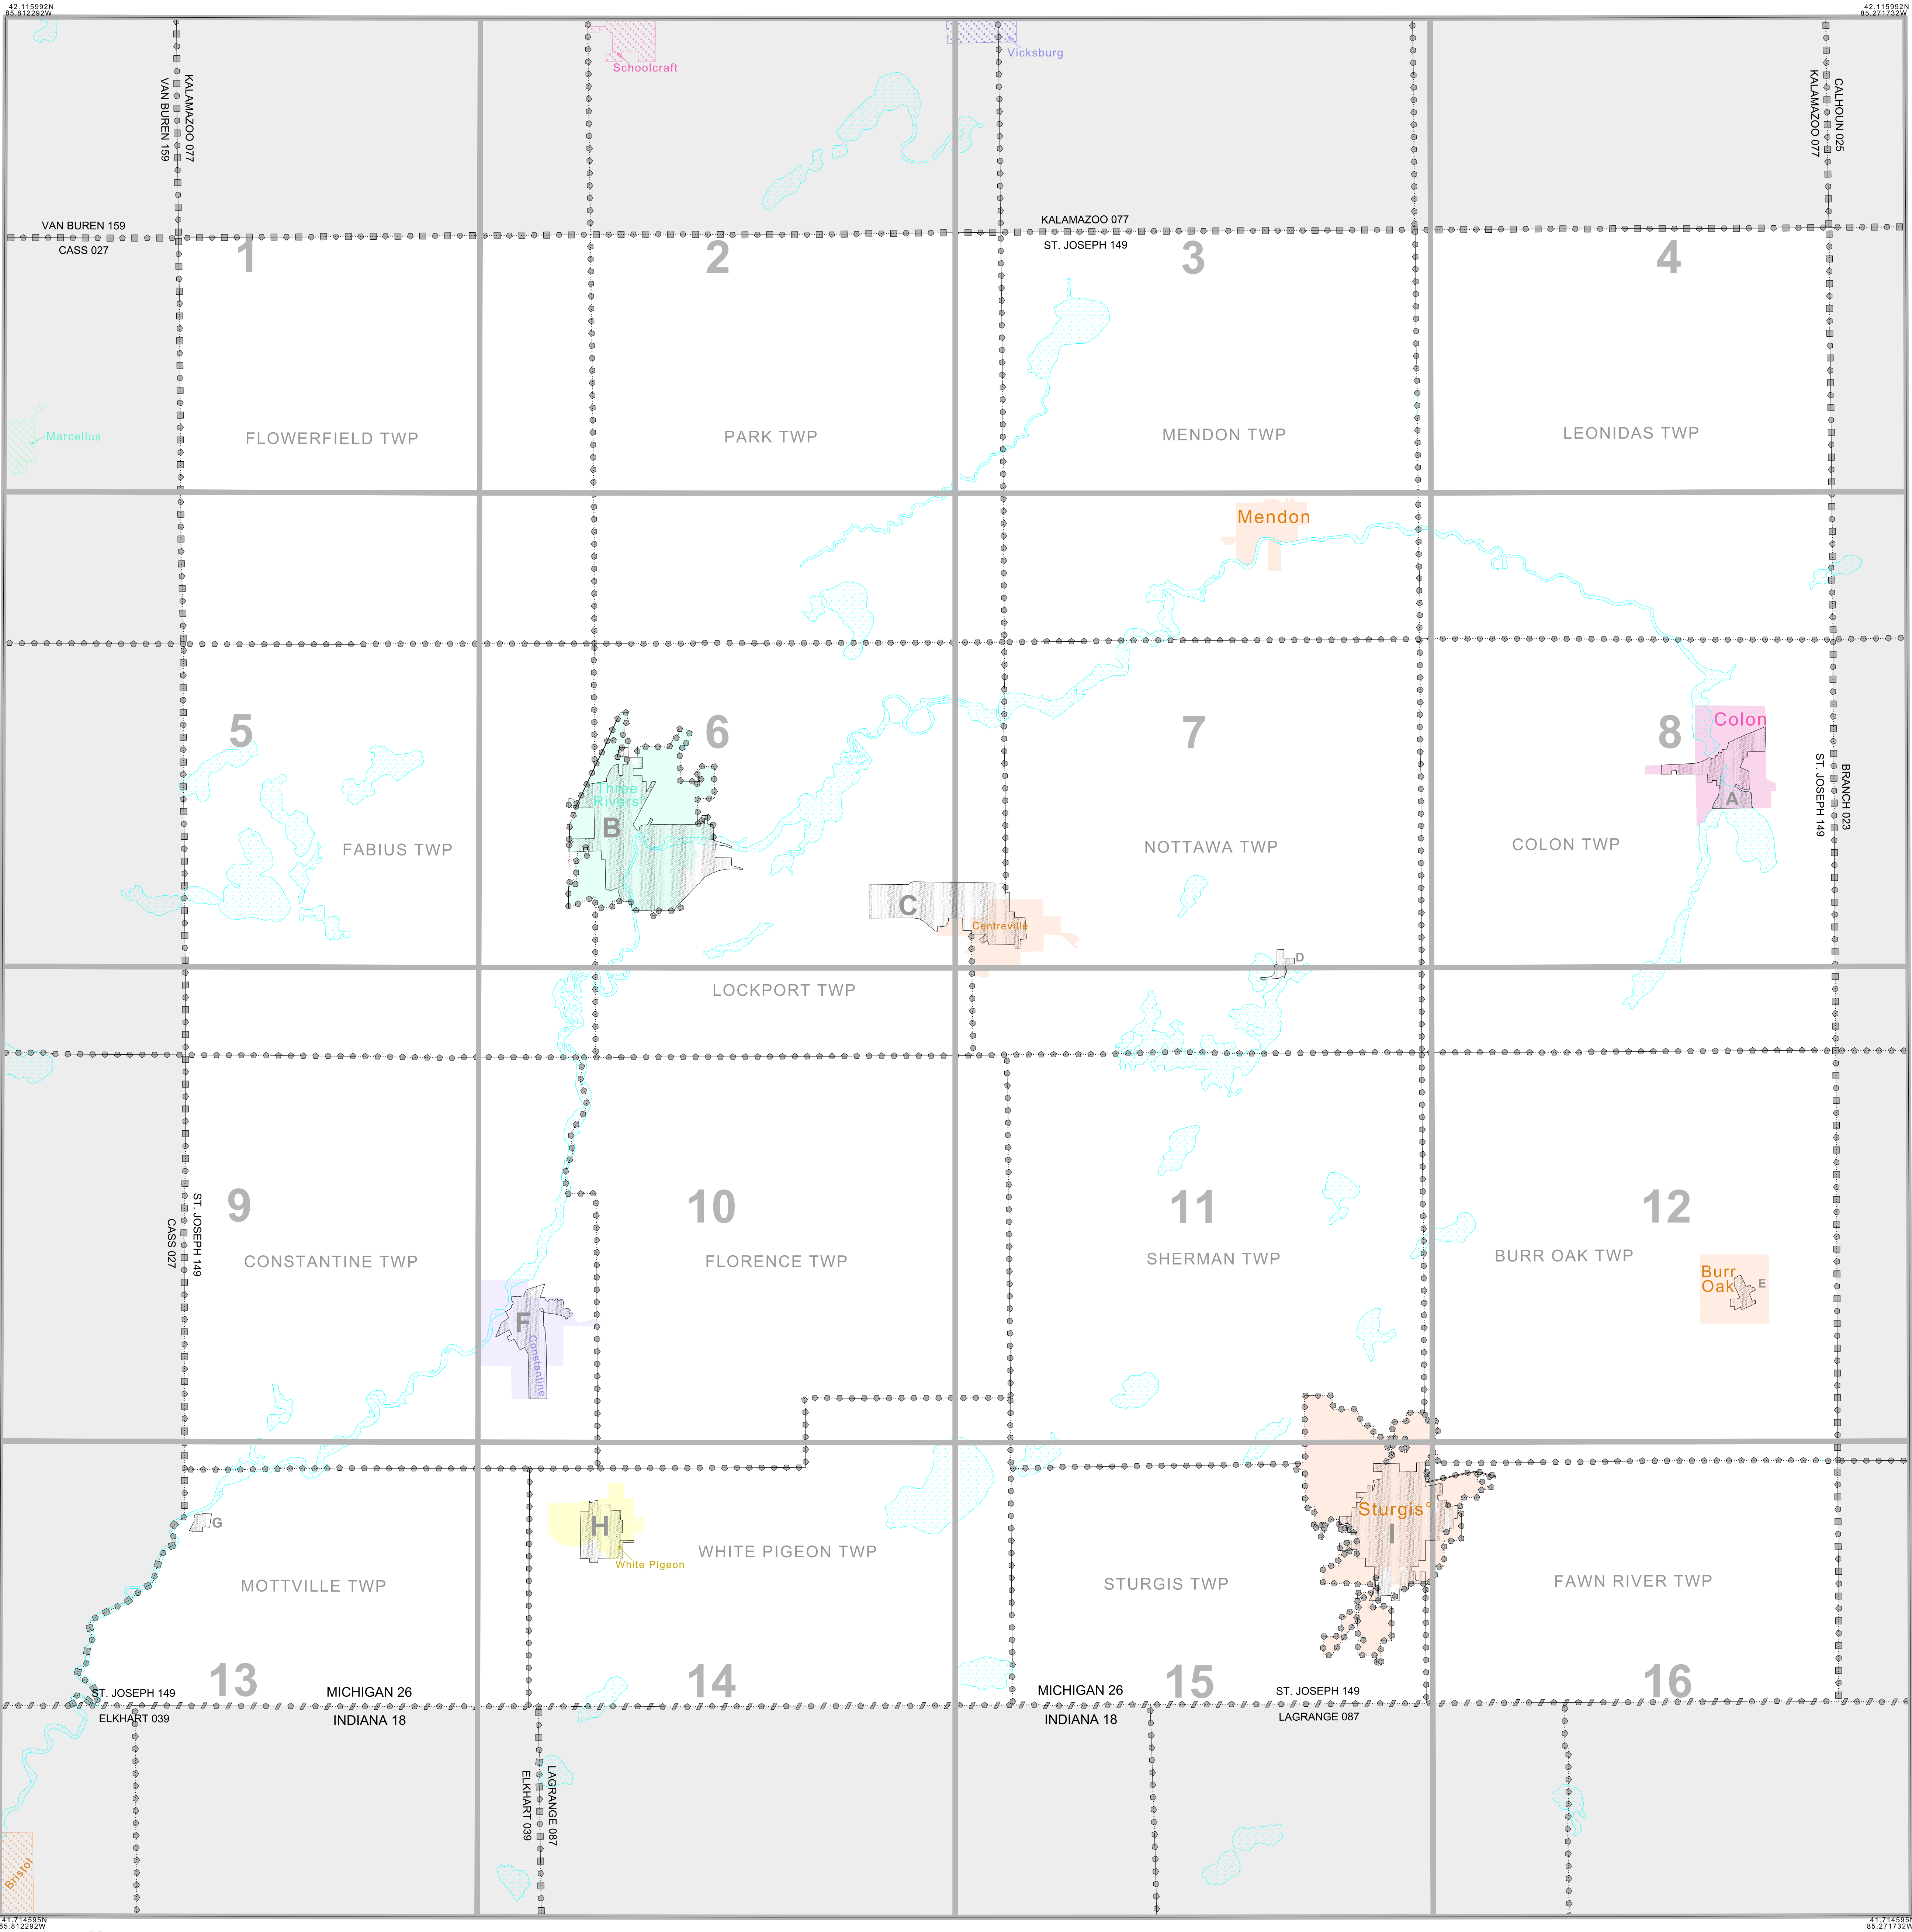 42.115992N
85.812292W
42.115992N
85.271732W
Schoolcraft
Vicksburg
VAN BUREN 159
KALAMAZOO 077
KALAMAZOO 077
CALHOUN 025
VAN BUREN 159
CASS 027
KALAMAZOO 077
ST. JOSEPH 149
1
2
3
4
Marcellus
FLOWERFIELD TWP
PARK TWP
MENDON TWP
LEONIDAS TWP
Mendon
5
6
7
8
Colon
Three
Rivers°
B
A
ST. JOSEPH 149
BRANCH 023
FABIUS TWP
NOTTAWA TWP
COLON TWP
C
Centreville
D
LOCKPORT TWP
9
10
11
12
CASS 027
ST. JOSEPH 149
CONSTANTINE TWP
FLORENCE TWP
SHERMAN TWP
BURR OAK TWP
Burr
Oak
E
F
Constantine
G
H
White Pigeon
Sturgis°
I
WHITE PIGEON TWP
MOTTVILLE TWP
STURGIS TWP
FAWN RIVER TWP
13
14
15
16
ST. JOSEPH 149
ELKHART 039
MICHIGAN 26
INDIANA 18
MICHIGAN 26
INDIANA 18
ST. JOSEPH 149
LAGRANGE 087
ELKHART 039
LAGRANGE 087
Bristol
41.714595N
85.812292W
41.714595N
85.271732W